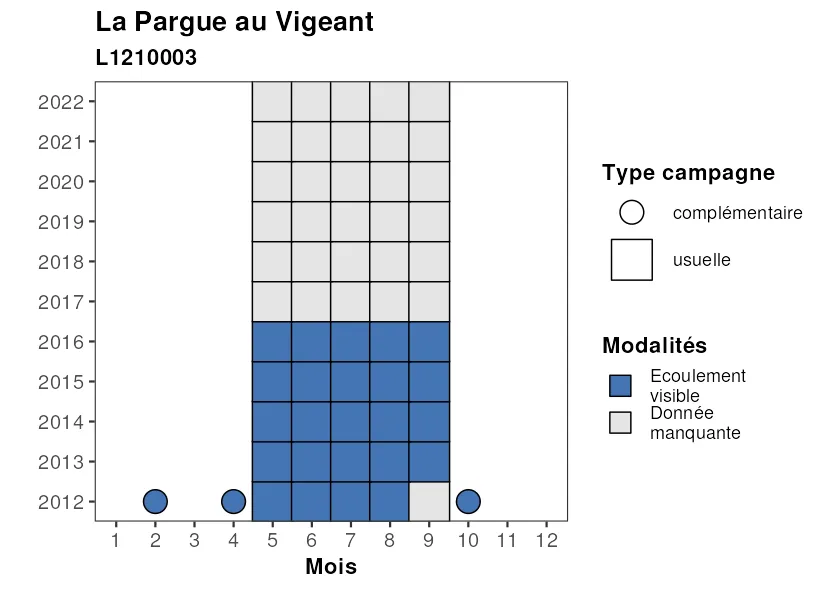 La Pargue au Vigeant
L1210003
2022
2021
2020
2019
2018
2017
2016
2015
2014
2013
2012
1 2 3 4 5 6 7 8 9 10 11 12
Mois
Type campagne
complémentaire
usuelle
Modalités
Ecoulement
visible
Donnée
manquante